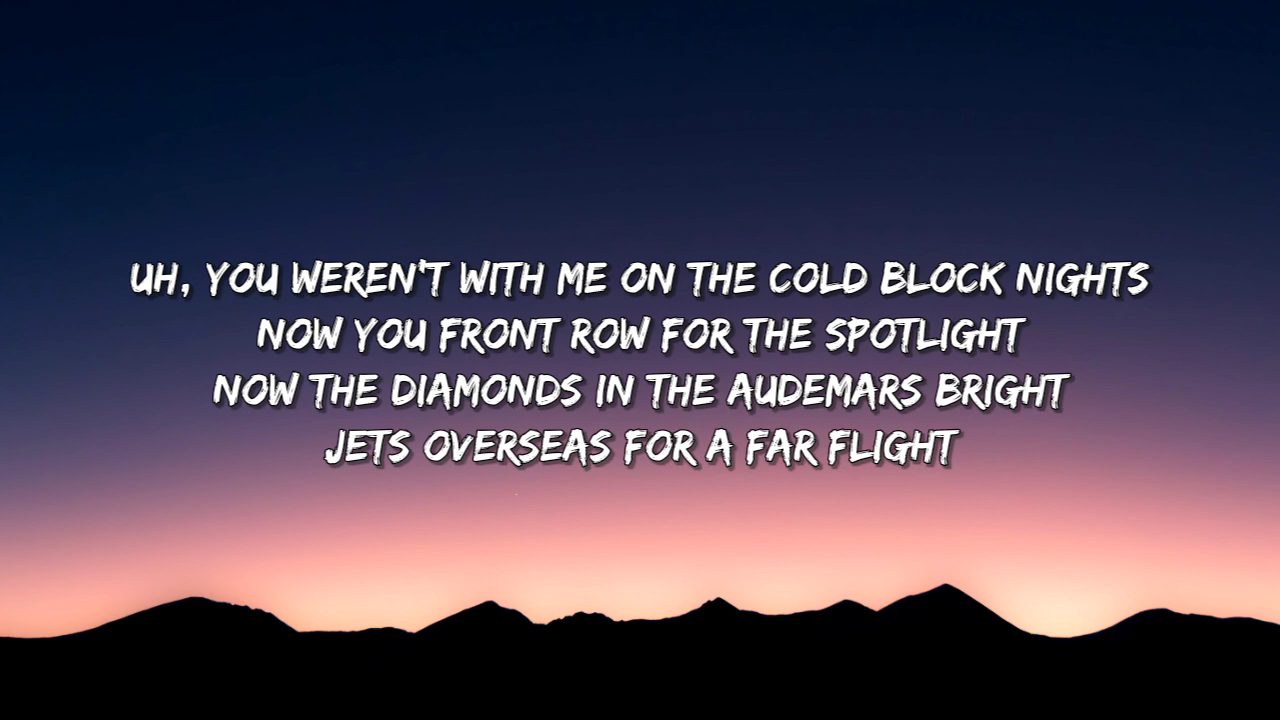 UH, YOU WEREN'T WITH ME ON THE COLD BLOCK NIGHTS
NOW YOU FRONT ROW FOR THE SPOTLIGHT
NOW THE DIAMONDS IN THE AUDEMARS BRIGHT
JETS OVERSEAS FOR A FAR FLIGHT